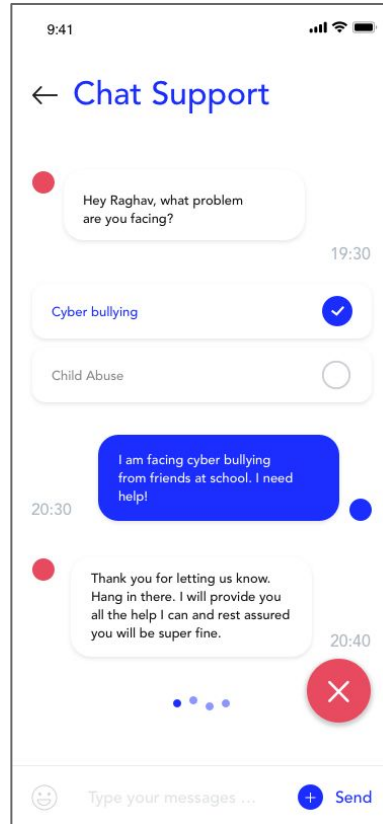 9:41
Chat Support
Hey Raghav, what problem
are you facing?
19:30
Cyber bullying
Child Abuse
I am facing cyber bullying
from friends at school. I need
help!
20:30
Thank you for letting us know.
Hang in there. I will provide you
all the help I can and rest assured
you will be super fine.
20:40
Type your messages ...
Send